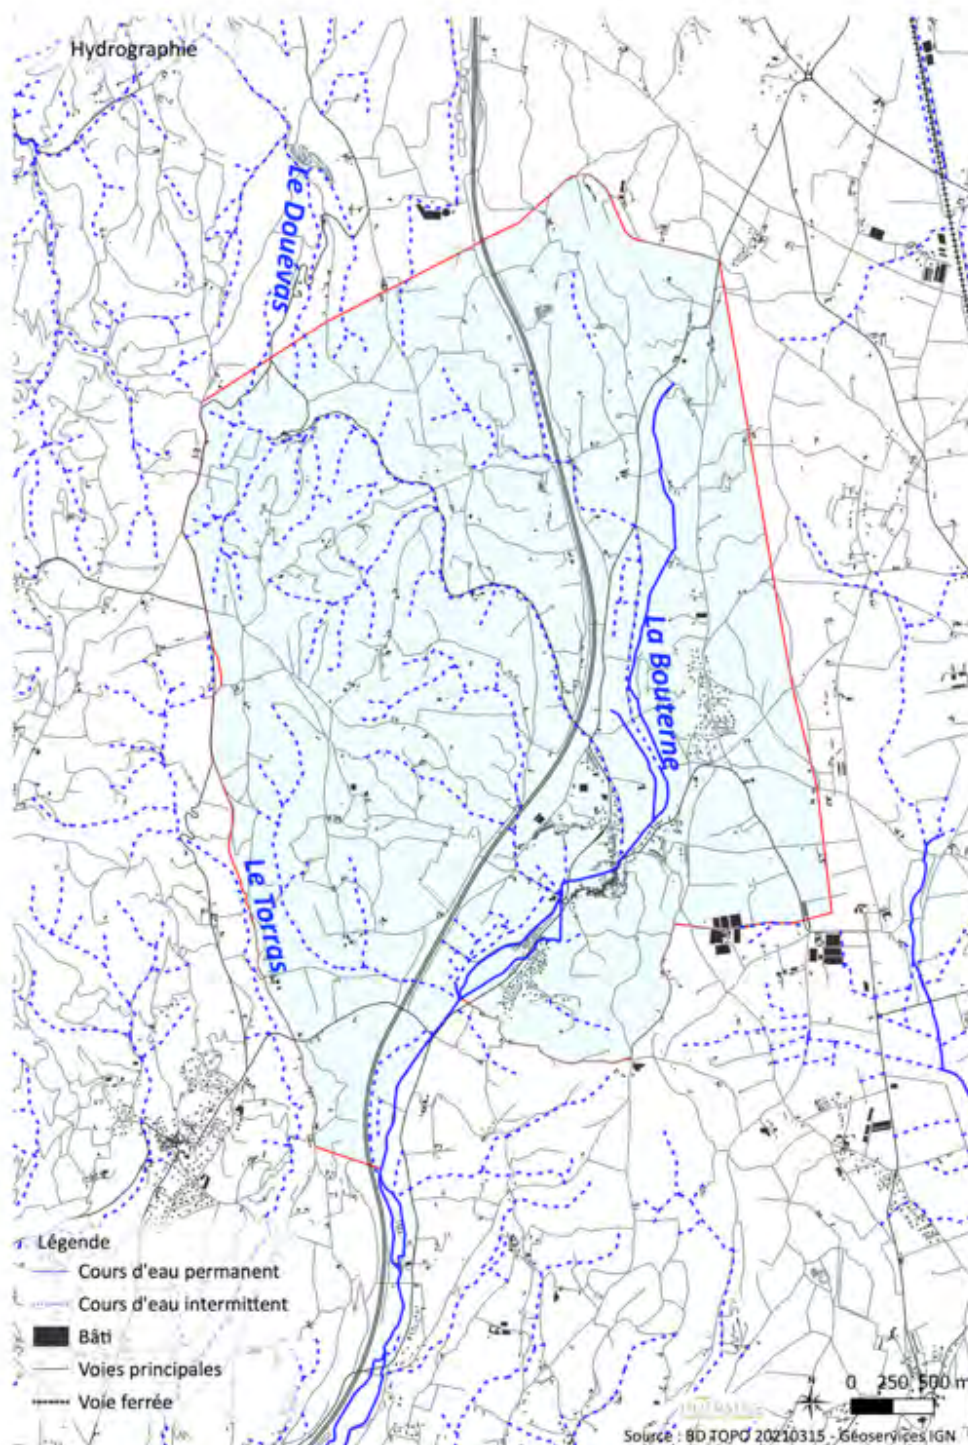 Hydrographie
Le Douévas
La Bouterne
Le Torras
Légende
Cours d'eau permanent
Cours d'eau intermittent
Bâti
Voies principales
Voie ferrée
N
0 250 500 m
Source : BD TOPO 20210315 - Géoservices IGN